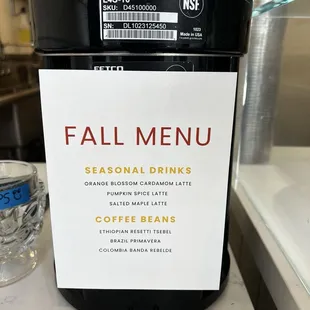 NSF
SKU: D45100000
SN: DL1023125450
1023
Made in USA
FALL MENU
SEASONAL DRINKS
ORANGE BLOSSOM CARDAMOM LATTE
PUMPKIN SPICE LATTE
SALTED MAPLE LATTE
COFFEE BEANS
ETHIOPIAN RESETTI TSEBEL
BRAZIL PRIMAVERA
COLOMBIA BANDA REBELDE